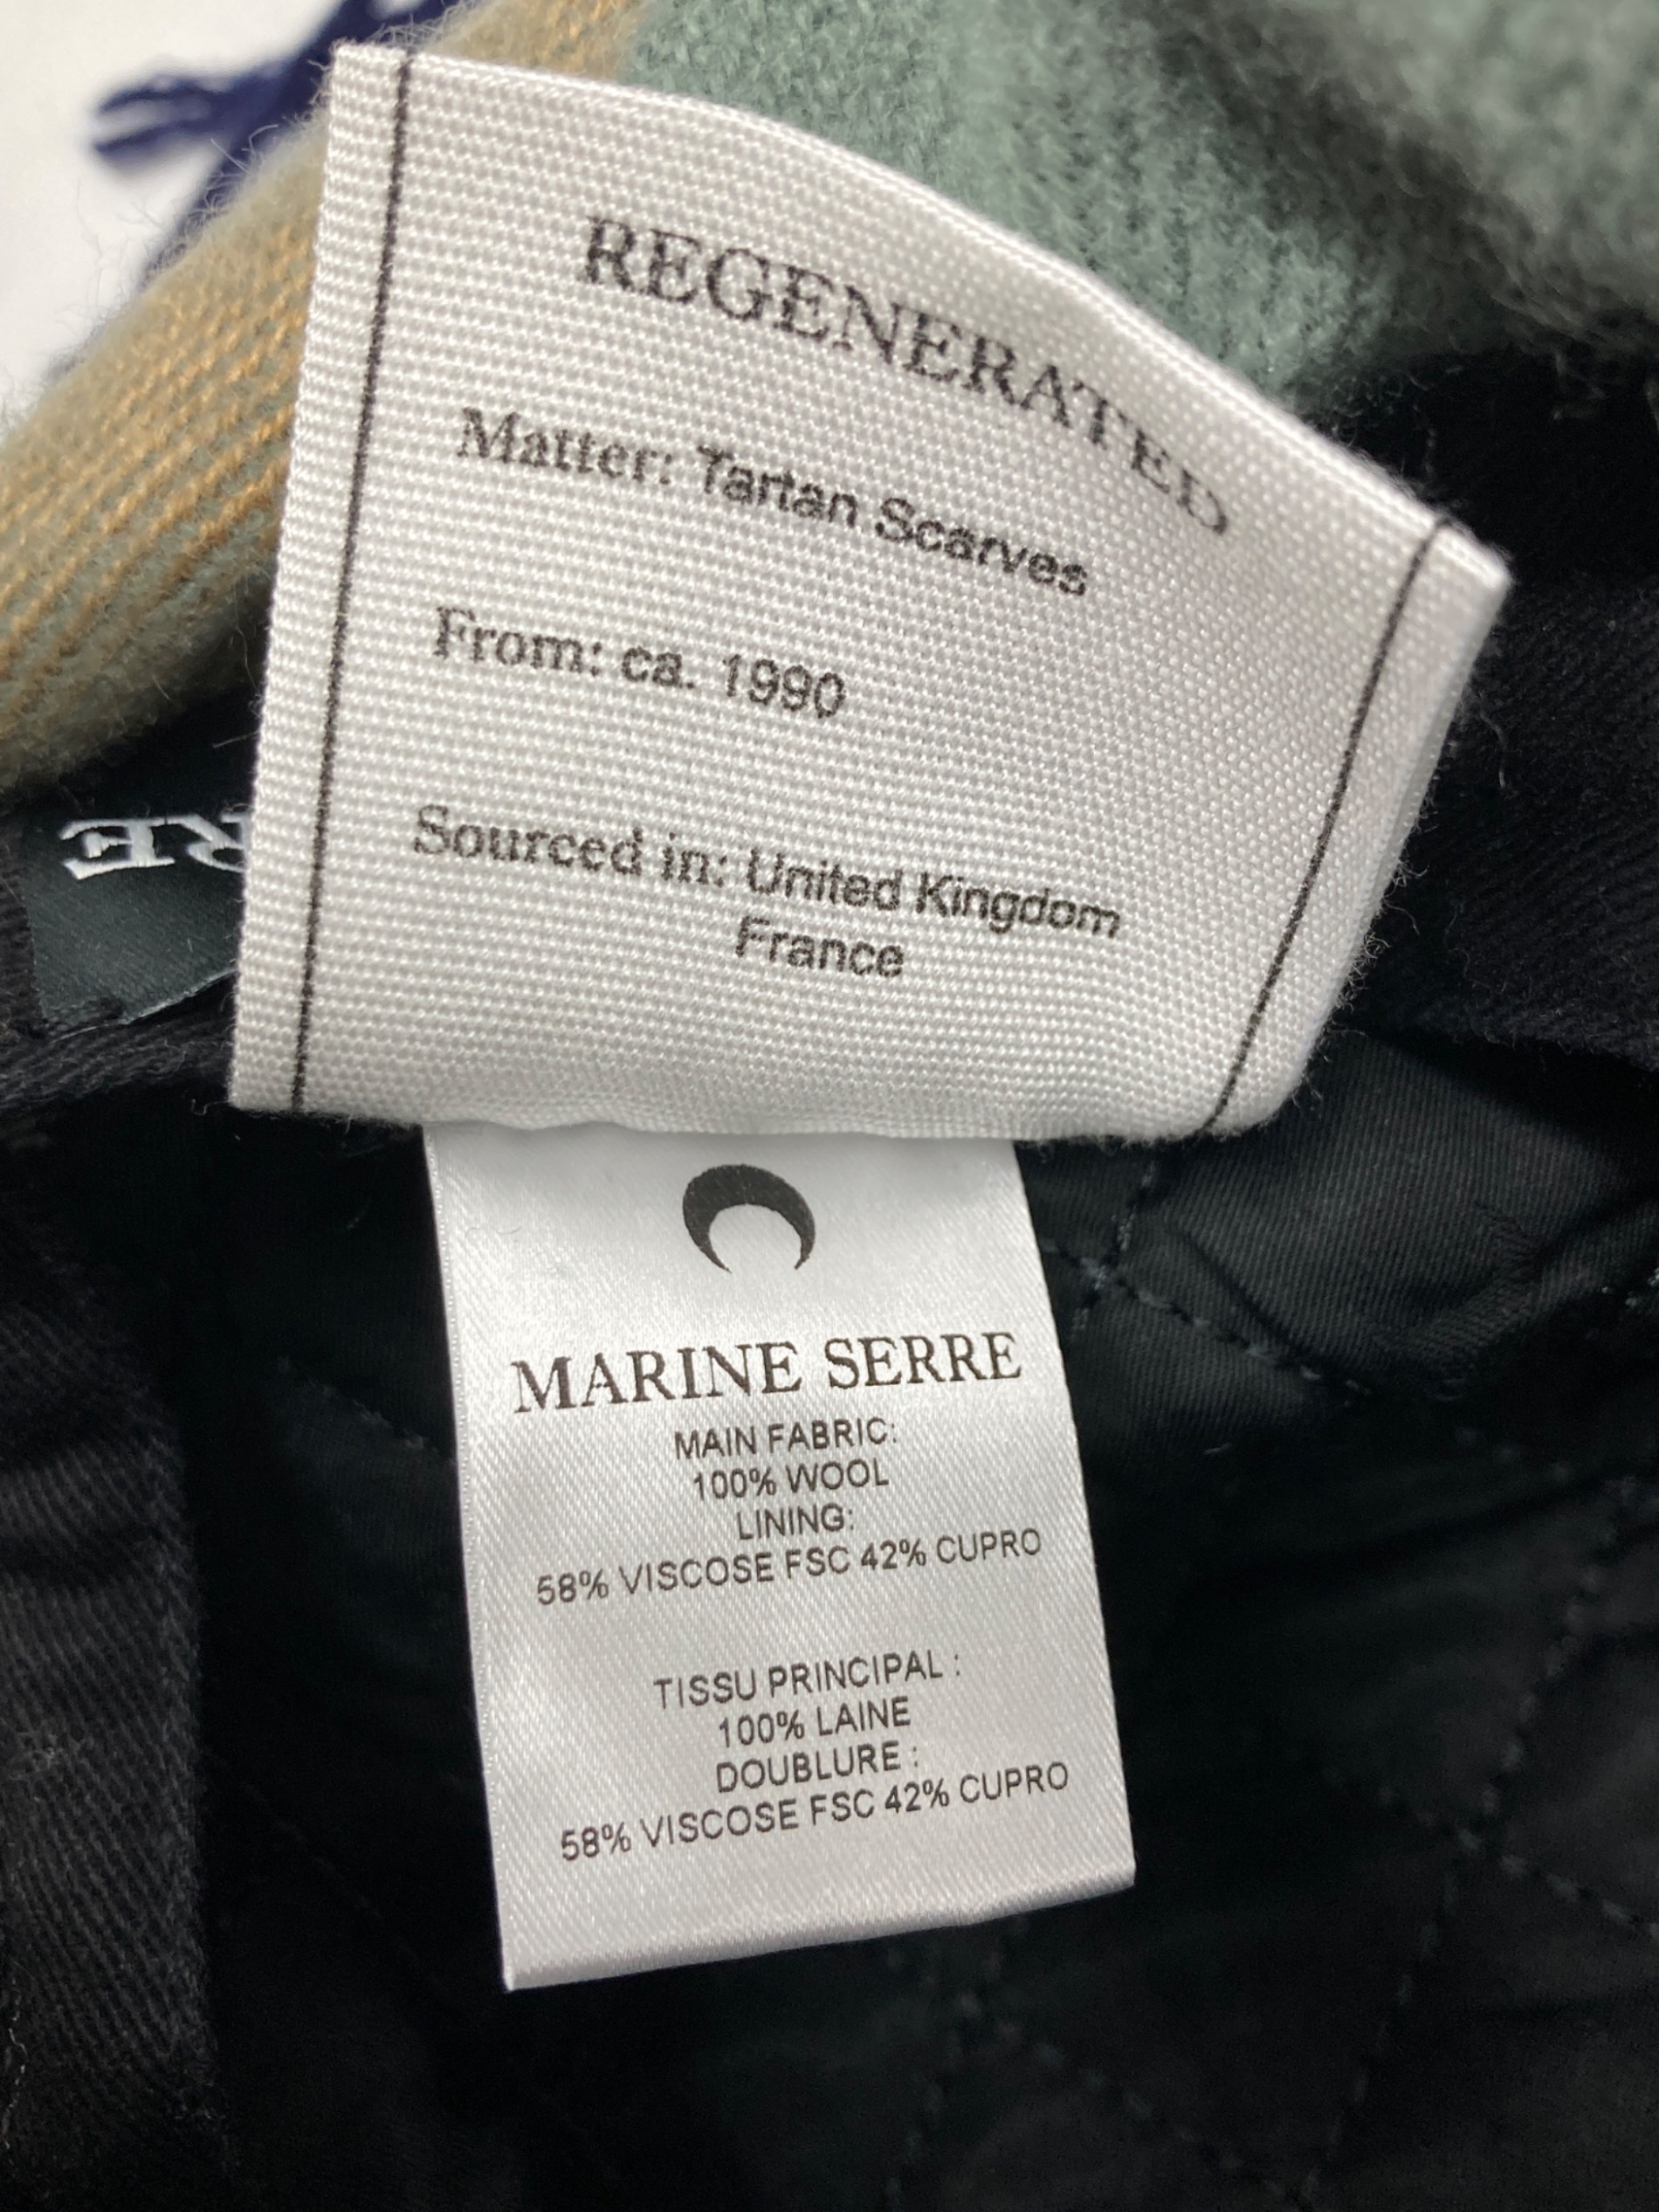 REGENERATED
Matter: Tartan Scarves
From: ca. 1990
Sourced in: United Kingdom
France
RE
MARINE SERRE
MAIN FABRIC:
100% WOOL
LINING:
58% VISCOSE FSC 42% CUPRO
TISSU PRINCIPAL :
100% LAINE
DOUBLURE :
58% VISCOSE FSC 42% CUPRO